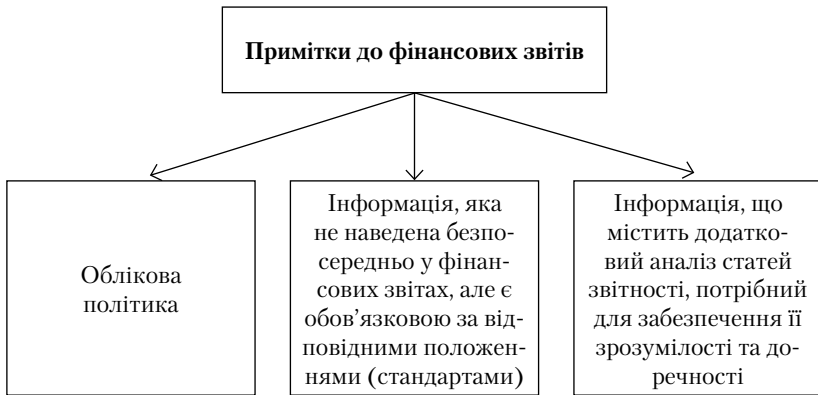 Примітки до фінансових звітів
Облікова
політика
Інформація, яка
не наведена безпо-
середньо у фінан-
сових звітах, але є
обов’язковою за від-
повідними положен-
нями (стандартами)
Інформація, що
містить додатко-
вий аналіз статей
звітності, потрібний
для забезпечення її
зрозумілості та до-
речності